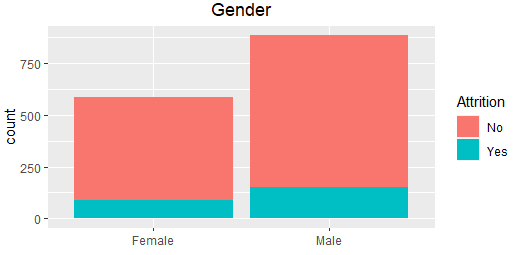 Gender
count
750
500
250
0
Female
Male
Attrition
No
Yes